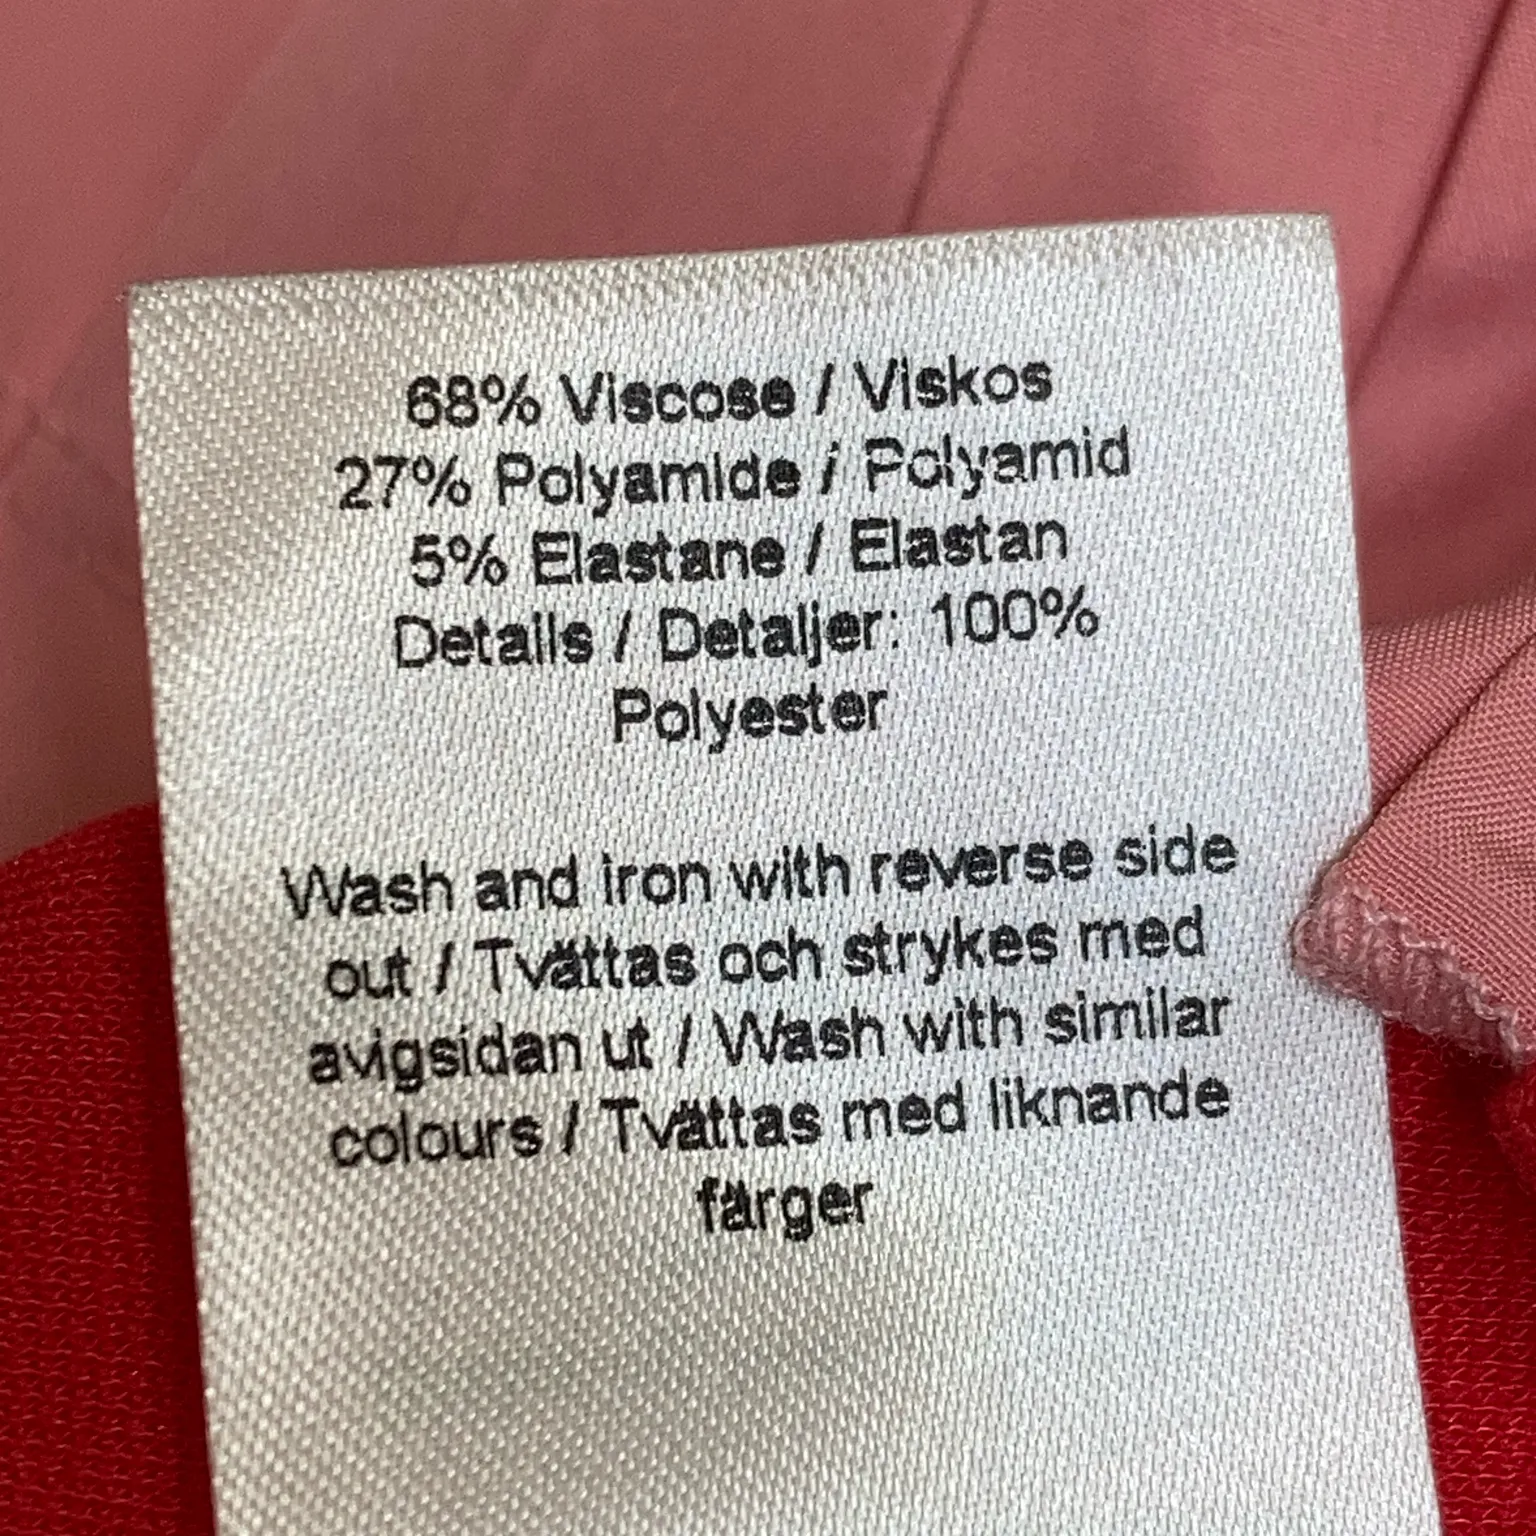 68% Viscose / Viskos
27% Polyamide / Polyamid
5% Elastane / Elastan
Details / Detaljer: 100%
Polyester
Wash and iron with reverse side
out / Tvättas och strykes med
avigsidan ut / Wash with similar
colours / Tvättas med liknande
färger